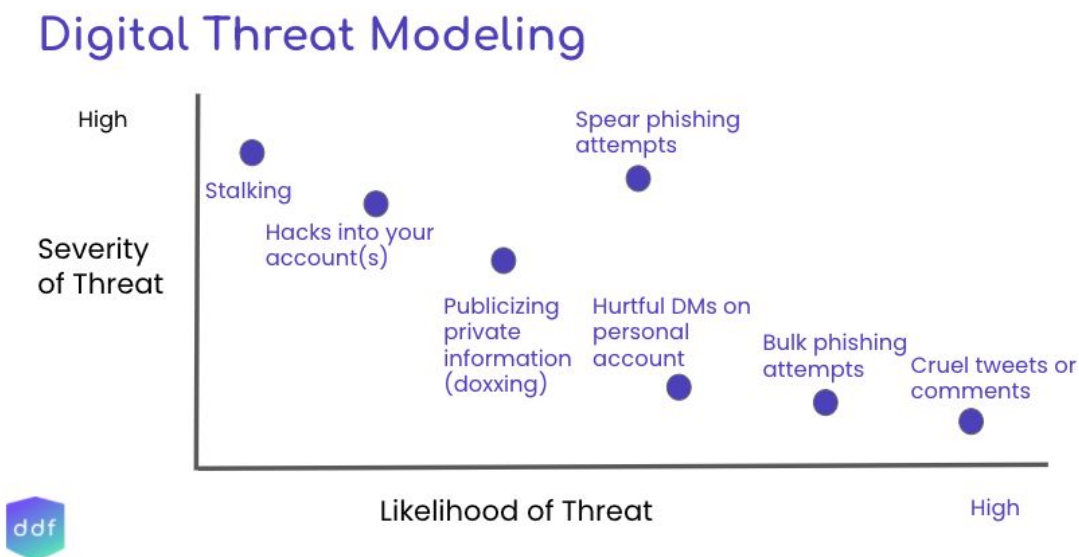 Digital Threat Modeling
High
Spear phishing
attempts
Stalking
Hacks into your
account(s)
Severity
of Threat
Publicizing
private
information
(doxxing)
Hurtful DMs on
personal
account
Bulk phishing
attempts
Cruel tweets or
comments
Likelihood of Threat
High
ddf